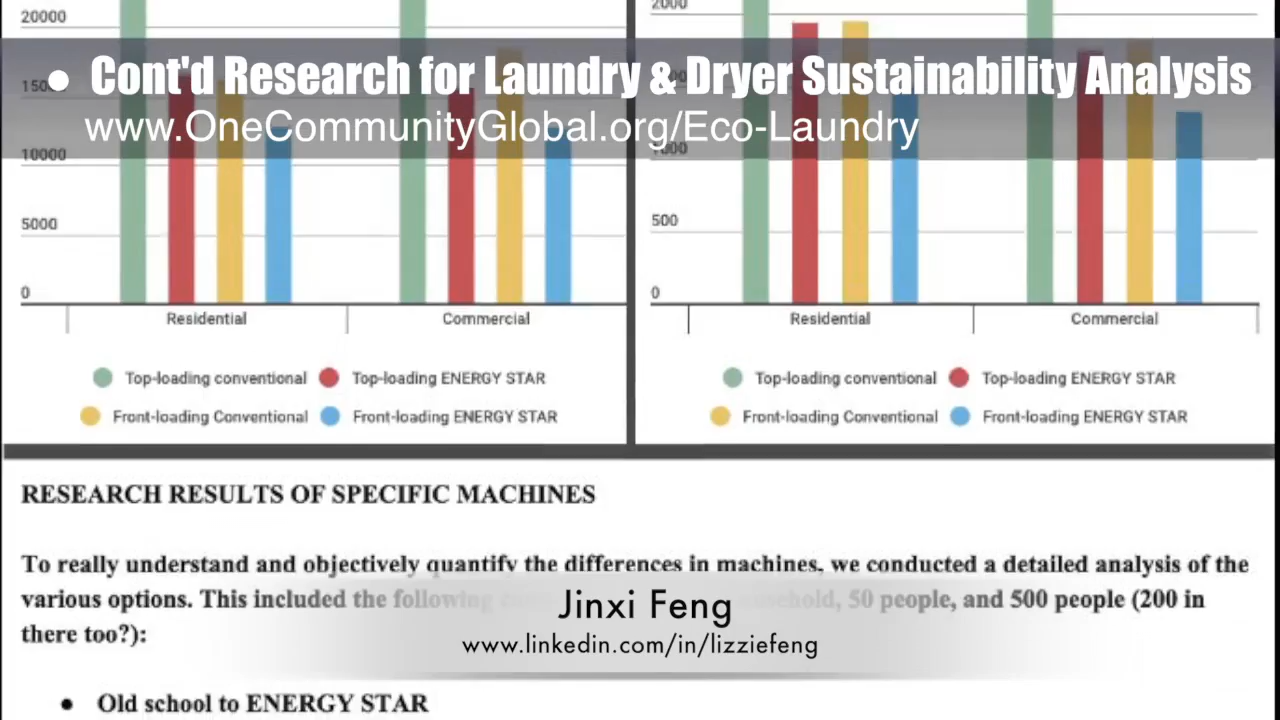 20000
2000
● Cont'd Research for Laundry & Dryer Sustainability Analysis
www.OneCommunityGlobal.org/Eco-Laundry
10000
5000
0
Residential
Commercial
500
0
Residential
Commercial
Top-loading conventional Top-loading ENERGY STAR
Front-loading Conventional Front-loading ENERGY STAR
Top-loading conventional Top-loading ENERGY STAR
Front-loading Conventional Front-loading ENERGY STAR
RESEARCH RESULTS OF SPECIFIC MACHINES
To really understand and objectively quantify the differences in machines, we conducted a detailed analysis of the
various options. This included the following household, 50 people, and 500 people (200 in
there too?):
Jinxi Feng
www.linkedin.com/in/lizziefeng
● Old school to ENERGY STAR